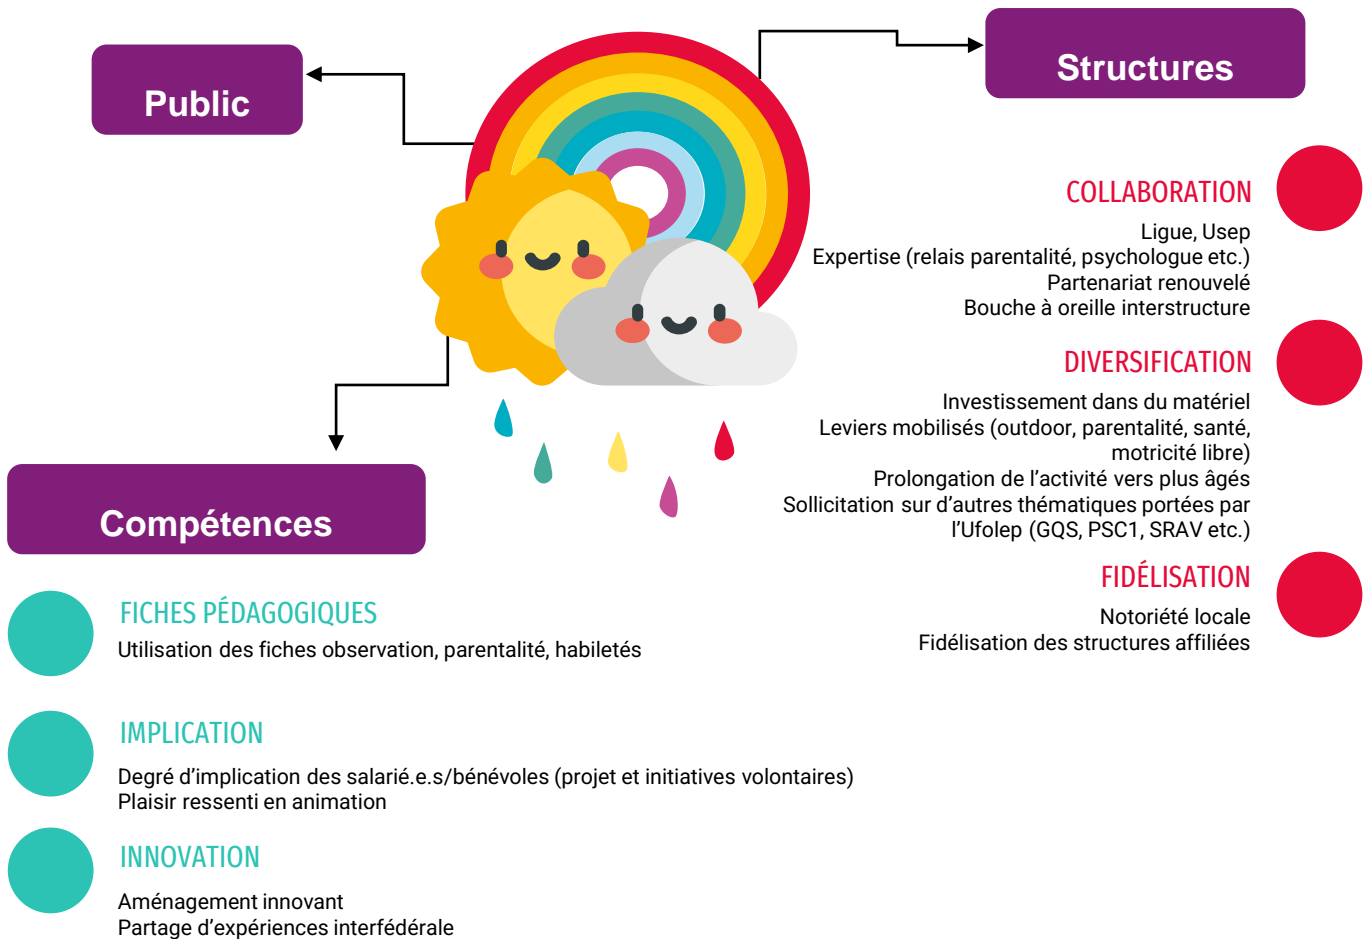 Public
Structures
COLLABORATION
Ligue, Usep
Expertise (relais parentalité, psychologue etc.)
Partenariat renouvelé
Bouche à oreille interstructure
DIVERSIFICATION
Investissement dans du matériel
Leviers mobilisés (outdoor, parentalité, santé,
motricité libre)
Prolongation de l’activité vers plus âgés
Sollicitation sur d’autres thématiques portées par
l’Ufolep (GQS, PSC1, SRAV etc.)
FIDÉLISATION
Notoriété locale
Fidélisation des structures affiliées
Compétences
FICHES PÉDAGOGIQUES
Utilisation des fiches observation, parentalité, habiletés
IMPLICATION
Degré d’implication des salarié.e.s/bénévoles (projet et initiatives volontaires)
Plaisir ressenti en animation
INNOVATION
Aménagement innovant
Partage d’expériences interfédérale